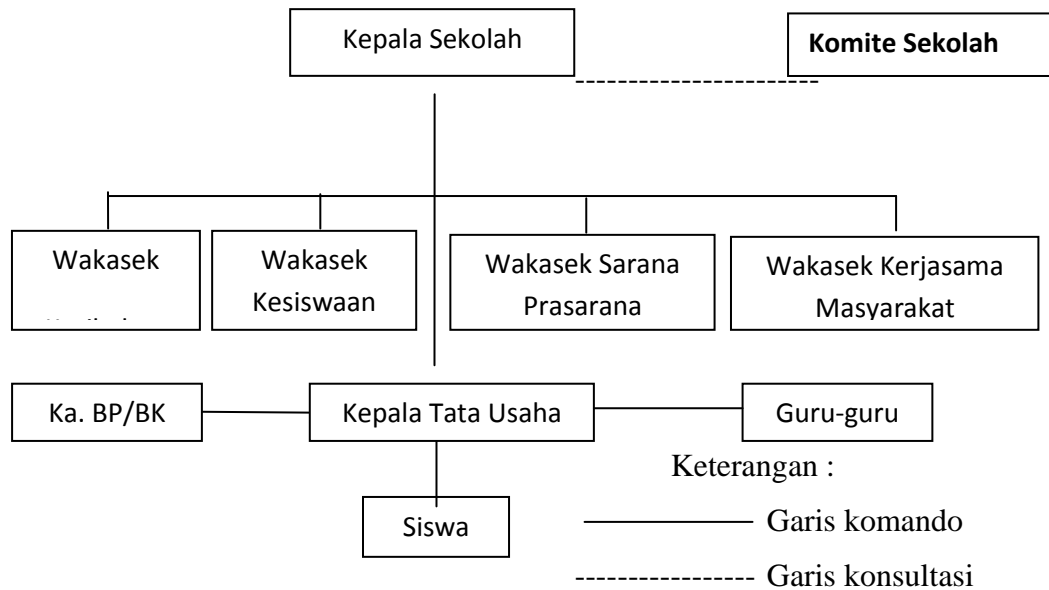 Kepala Sekolah
Komite Sekolah
Wakasek
Wakasek
Kesiswaan
Wakasek Sarana
Prasarana
Wakasek Kerjasama
Masyarakat
Ka. BP/BK
Kepala Tata Usaha
Guru-guru
Siswa
Keterangan :
Garis komando
Garis konsultasi